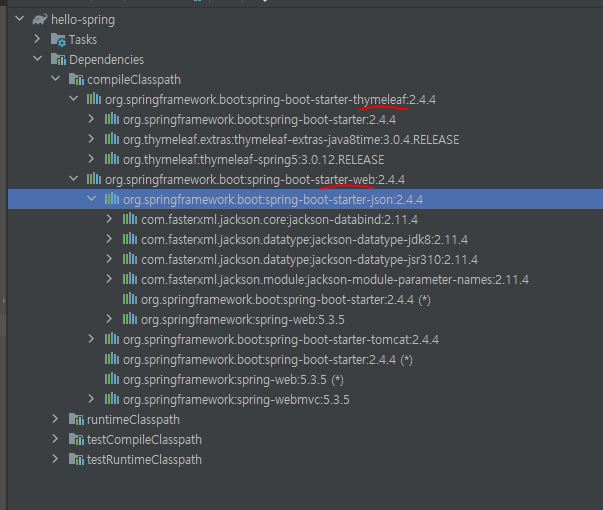 hello-spring
Tasks
Dependencies
compileClasspath
org.springframework.boot:spring-boot-starter-thymeleaf:2.4.4
org.springframework.boot:spring-boot-starter:2.4.4
org.thymeleaf.extras:thymeleaf-extras-java8time:3.0.4.RELEASE
org.thymeleaf:thymeleaf-spring5:3.0.12.RELEASE
org.springframework.boot:spring-boot-starter-web:2.4.4
org.springframework.boot:spring-boot-starter-json:2.4.4
com.fasterxml.jackson.core:jackson-databind:2.11.4
com.fasterxml.jackson.datatype:jackson-datatype-jdk8:2.11.4
com.fasterxml.jackson.datatype:jackson-datatype-jsr310:2.11.4
com.fasterxml.jackson.module:jackson-module-parameter-names:2.11.4
org.springframework.boot:spring-boot-starter:2.4.4 (*)
org.springframework:spring-web:5.3.5
org.springframework.boot:spring-boot-starter-tomcat:2.4.4
org.springframework.boot:spring-boot-starter:2.4.4 (*)
org.springframework:spring-web:5.3.5 (*)
org.springframework:spring-webmvc:5.3.5
runtimeClasspath
testCompileClasspath
testRuntimeClasspath